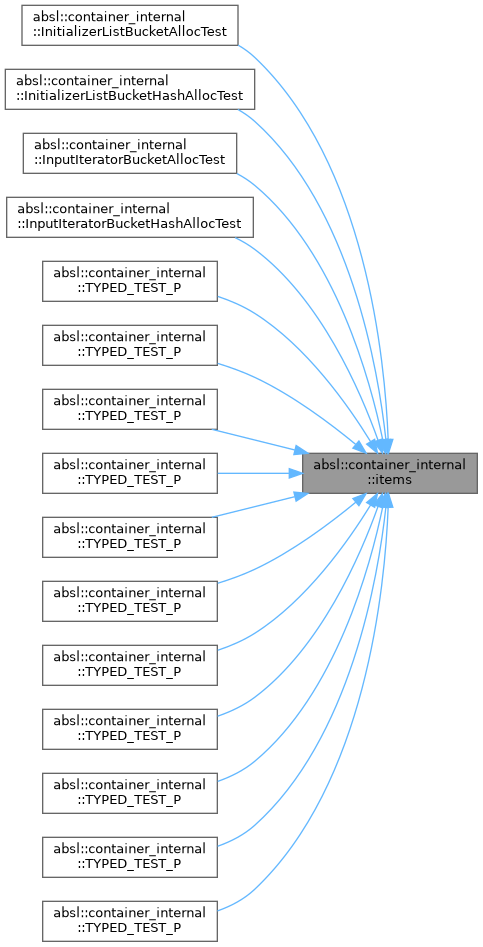 absl::container_internal
::InitializerListBucketAllocTest
absl::container_internal
::InitializerListBucketHashAllocTest
absl::container_internal
::InputIteratorBucketAllocTest
absl::container_internal
::InputIteratorBucketHashAllocTest
absl::container_internal
::TYPED_TEST_P
absl::container_internal
::TYPED_TEST_P
absl::container_internal
::TYPED_TEST_P
absl::container_internal
::TYPED_TEST_P
absl::container_internal
::TYPED_TEST_P
absl::container_internal
::TYPED_TEST_P
absl::container_internal
::TYPED_TEST_P
absl::container_internal
::TYPED_TEST_P
absl::container_internal
::TYPED_TEST_P
absl::container_internal
::TYPED_TEST_P
absl::container_internal
::TYPED_TEST_P
absl::container_internal
::items